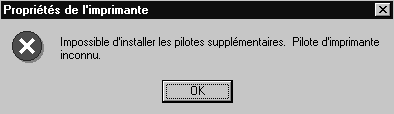 Propriétés de l'imprimante
Impossible d'installer les pilotes supplémentaires.  Pilote d'imprimante
inconnu.
OK